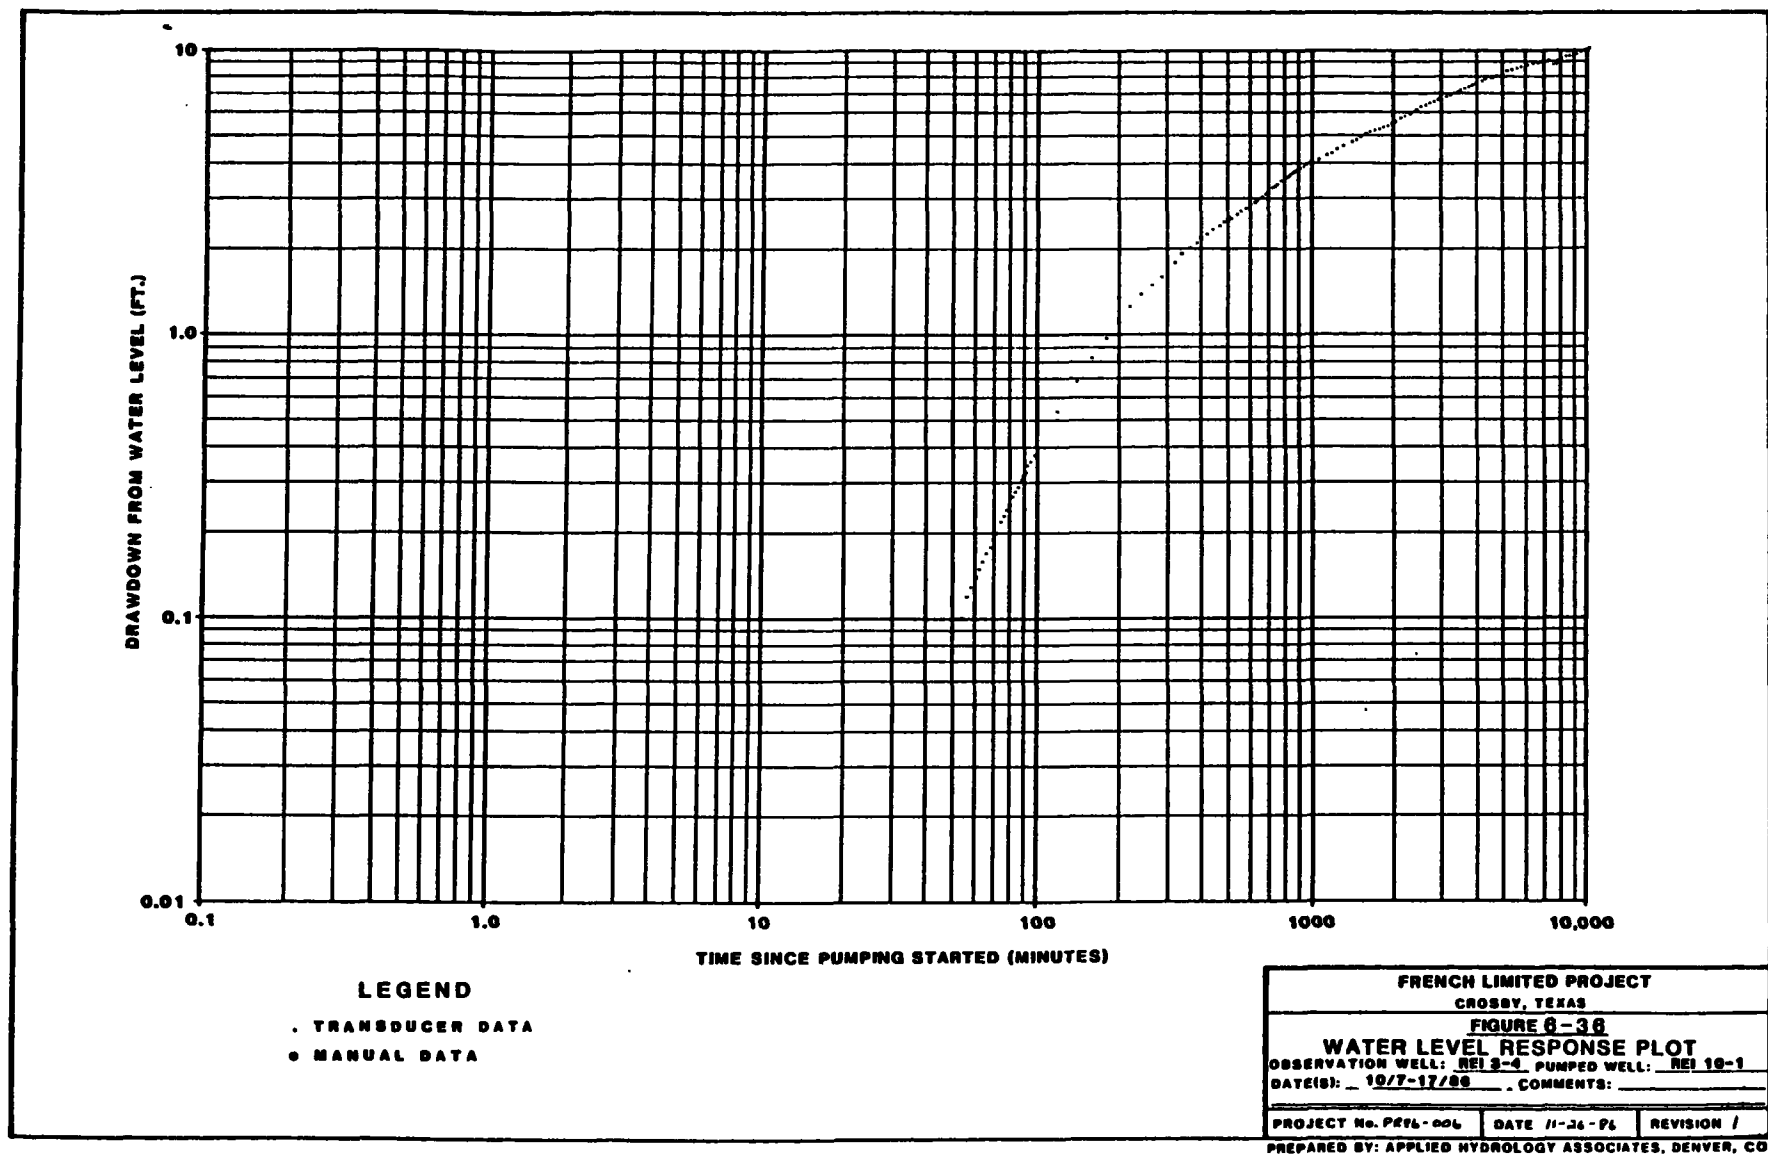 10
1.0
0.1
0.01
DRAWDOWN FROM WATER LEVEL (FT.)
0.1
1.0
10
100
1000
10,000
TIME SINCE PUMPING STARTED (MINUTES)
LEGEND
. TRANSDUCER DATA
● MANUAL DATA
FRENCH LIMITED PROJECT
CROSBY, TEXAS
FIGURE 6-36
WATER LEVEL RESPONSE PLOT
OBSERVATION WELL: REI 3-4 PUMPED WELL: REI 10-1
DATE(S): 10/7-17/86 . COMMENTS:
PROJECT No. DATE 11-26-86 REVISION 1
PREPARED BY: APPLIED HYDROLOGY ASSOCIATES, DENVER, CO